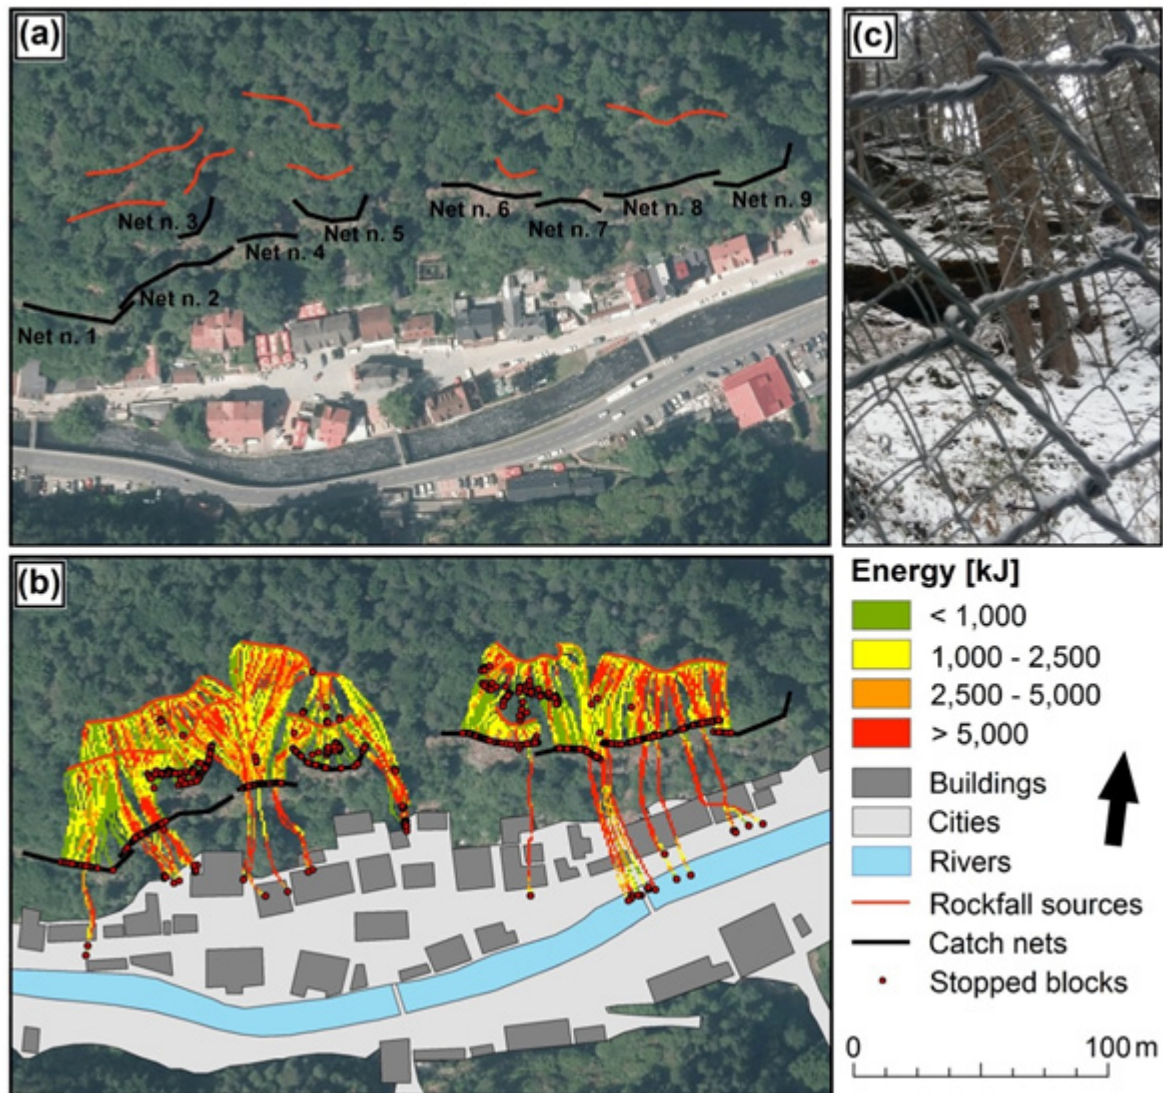 (a)
(c)
Net n. 3
Net n. 4
Net n. 5
Net n. 6
Net n. 7
Net n. 8
Net n. 9
Net n. 2
Net n. 1
(b)
Energy [kJ]
< 1,000
1,000 - 2,500
2,500 - 5,000
> 5,000
Buildings
Cities
Rivers
Rockfall sources
Catch nets
Stopped blocks
0 100 m